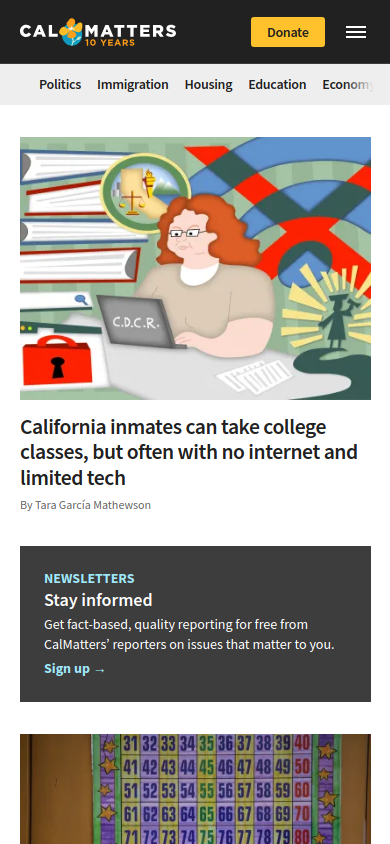 CALMATTERS
10 YEARS
Donate
Politics Immigration Housing Education Economy
C.D.C.R.
California inmates can take college
classes, but often with no internet and
limited tech
By Tara García Mathewson
NEWSLETTERS
Stay informed
Get fact-based, quality reporting for free from
CalMatters’ reporters on issues that matter to you.
Sign up →
31 32 33 34 35 36 37 38 39 40
41 42 43 44 45 46 47 48 49 50
51 52 53 54 55 56 57 58 59 60
61 62 63 64 65 66 67 68 69 70
71 72 73 74 75 76 77 78 79 80